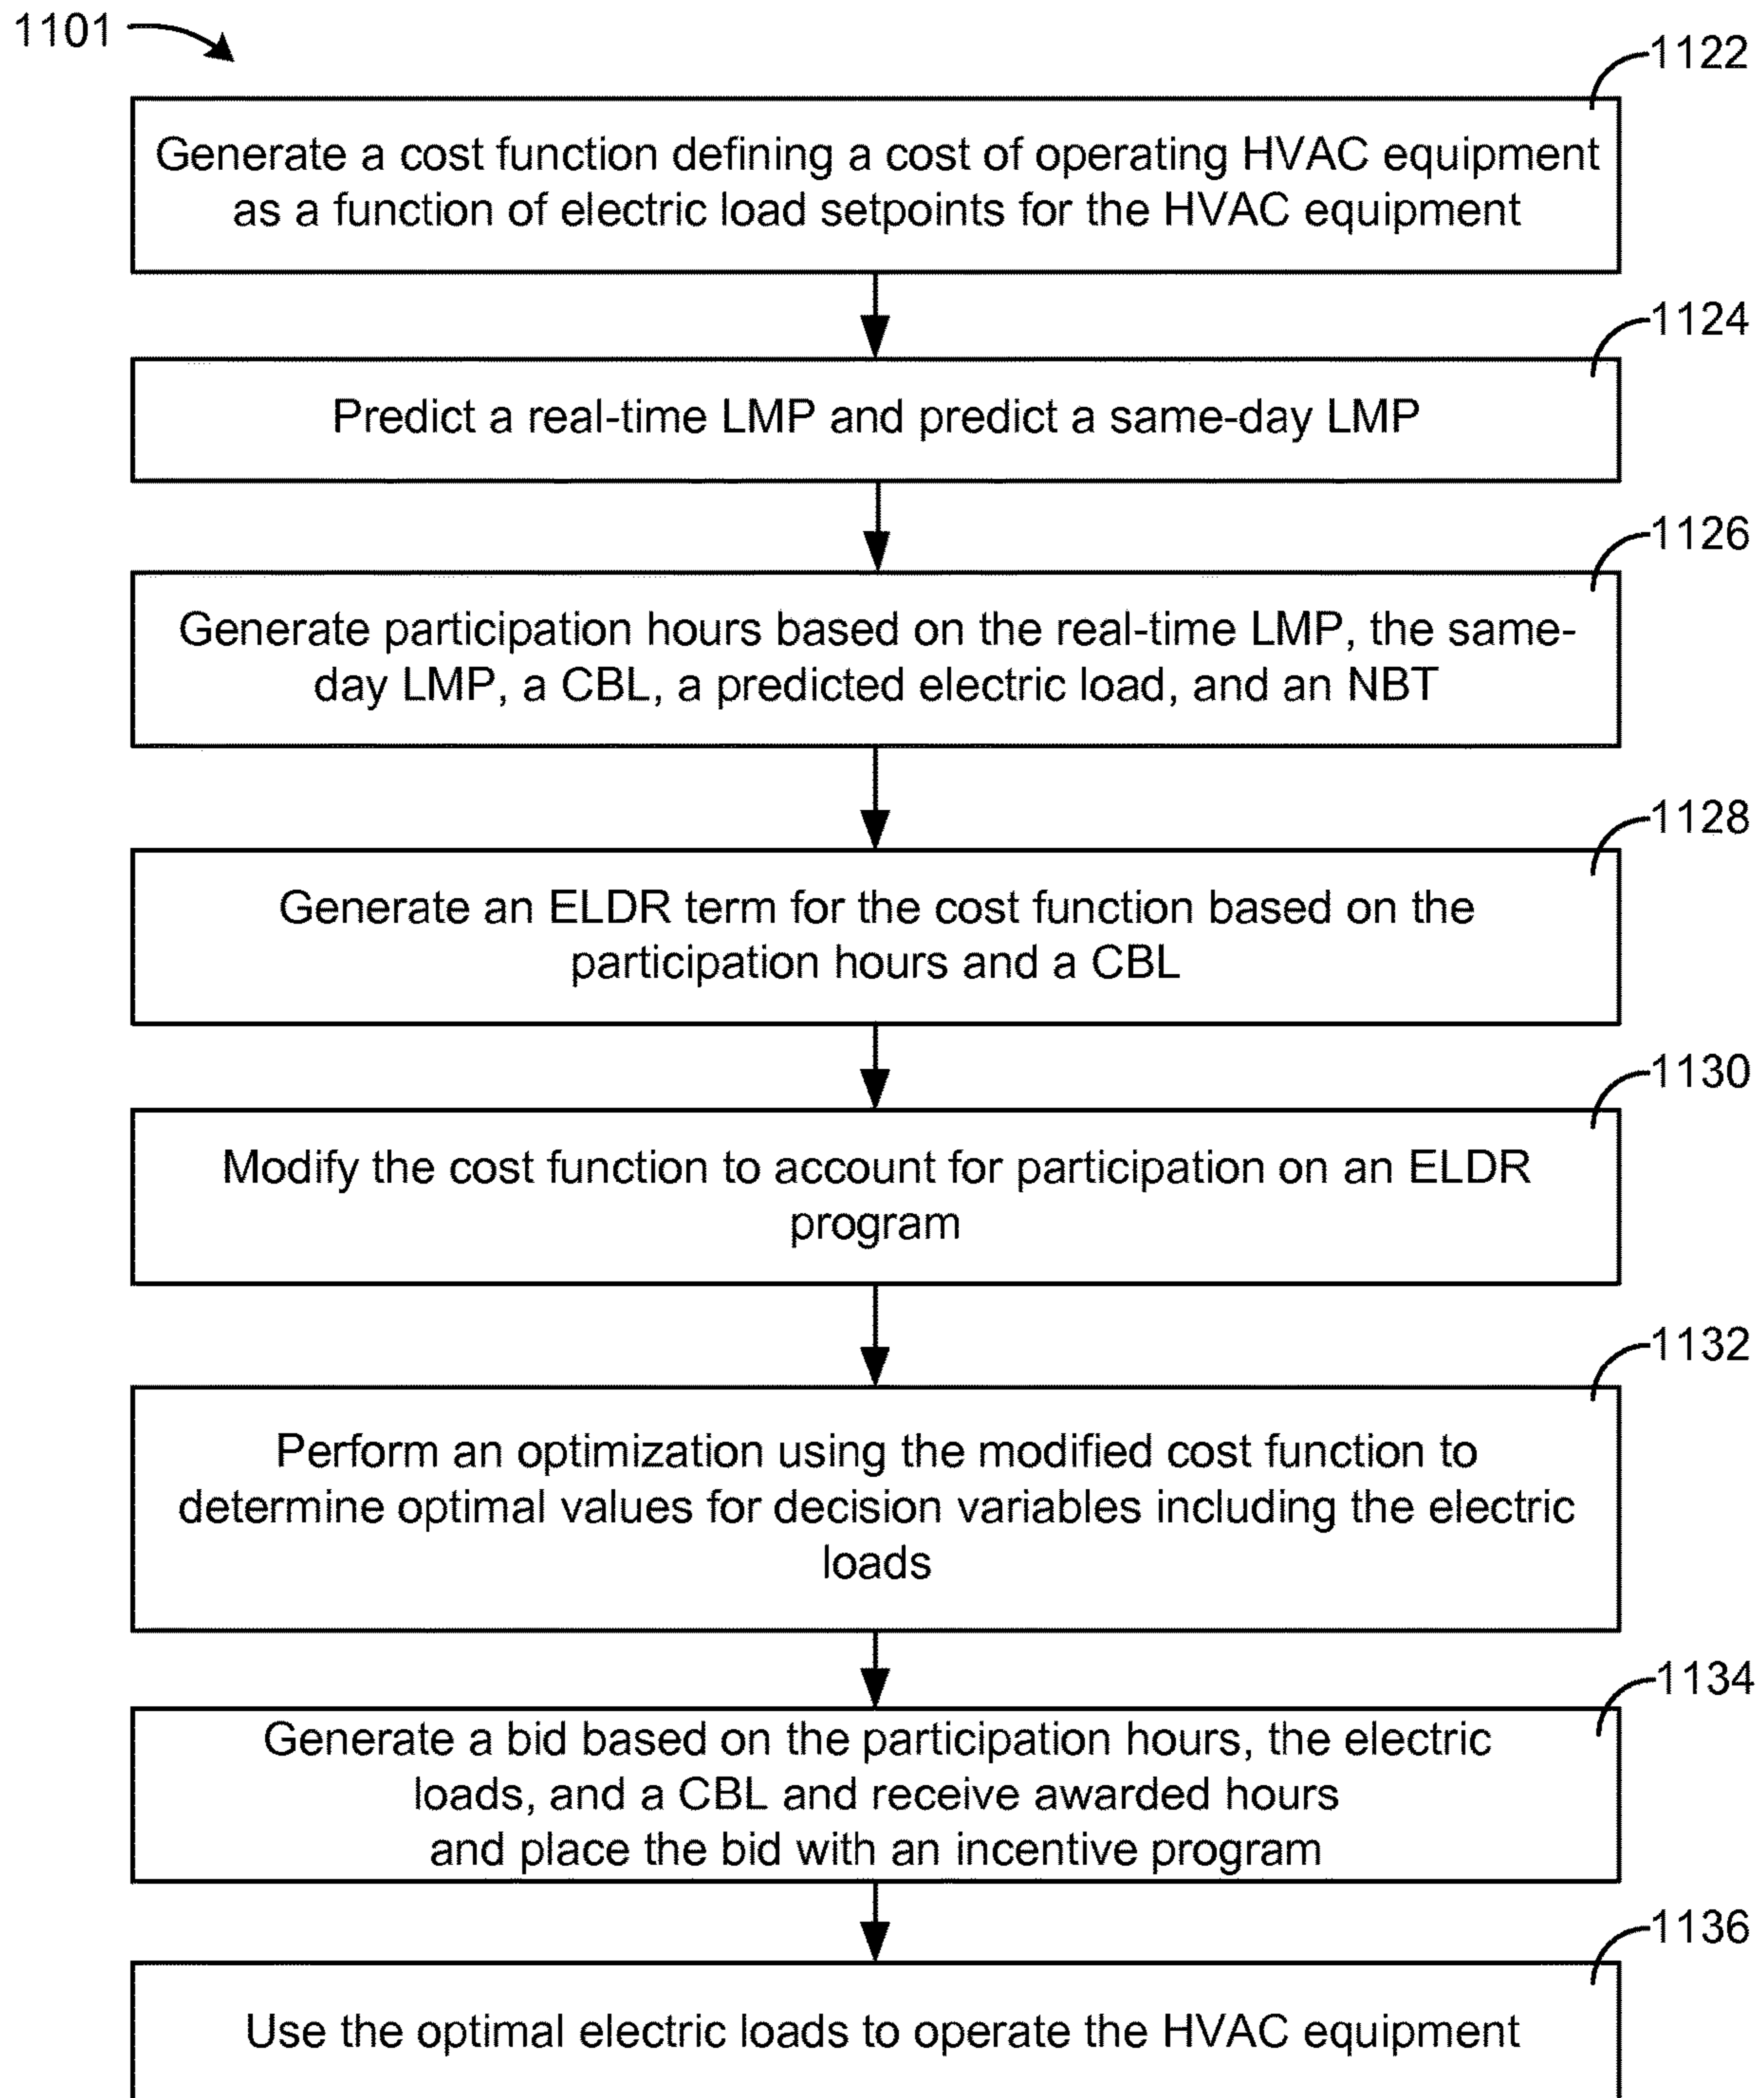 1101
1122
Generate a cost function defining a cost of operating HVAC equipment
as a function of electric load setpoints for the HVAC equipment
1124
Predict a real-time LMP and predict a same-day LMP
1126
Generate participation hours based on the real-time LMP, the same-
day LMP, a CBL, a predicted electric load, and an NBT
1128
Generate an ELDR term for the cost function based on the
participation hours and a CBL
1130
Modify the cost function to account for participation on an ELDR
program
1132
Perform an optimization using the modified cost function to
determine optimal values for decision variables including the electric
loads
1134
Generate a bid based on the participation hours, the electric
loads, and a CBL and receive awarded hours
and place the bid with an incentive program
1136
Use the optimal electric loads to operate the HVAC equipment